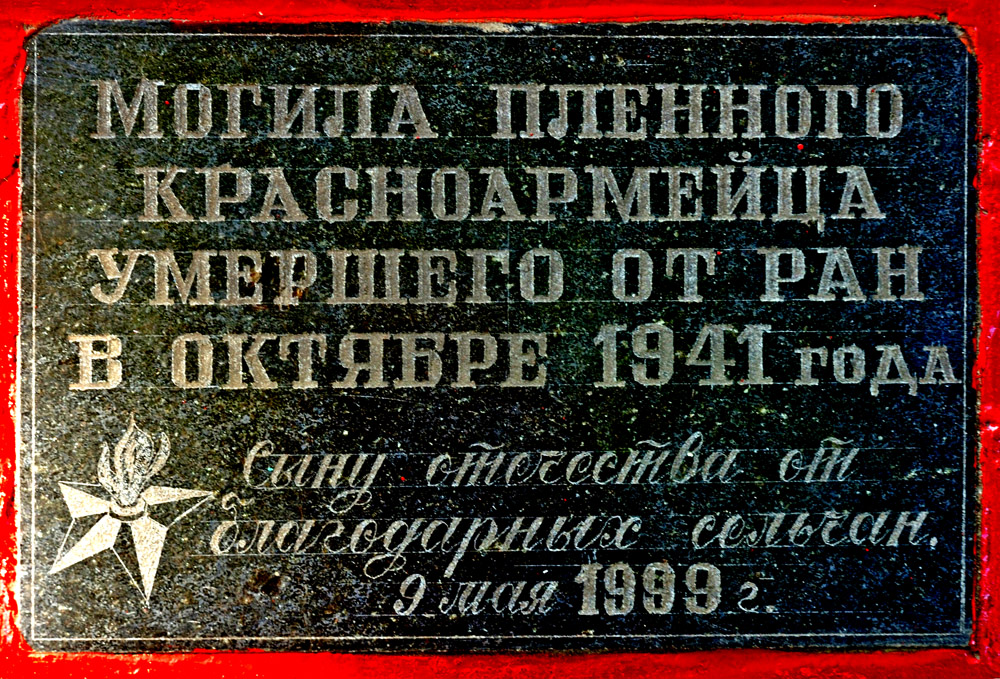 МОГИЛА ПЛЕННОГО
КРАСНОАРМЕЙЦА
УМЕРШЕГО ОТ РАН
В ОКТЯБРЕ 1941 ГОДА
Сыну отечества от
благодарных сельчан.
9 мая 1999 г.